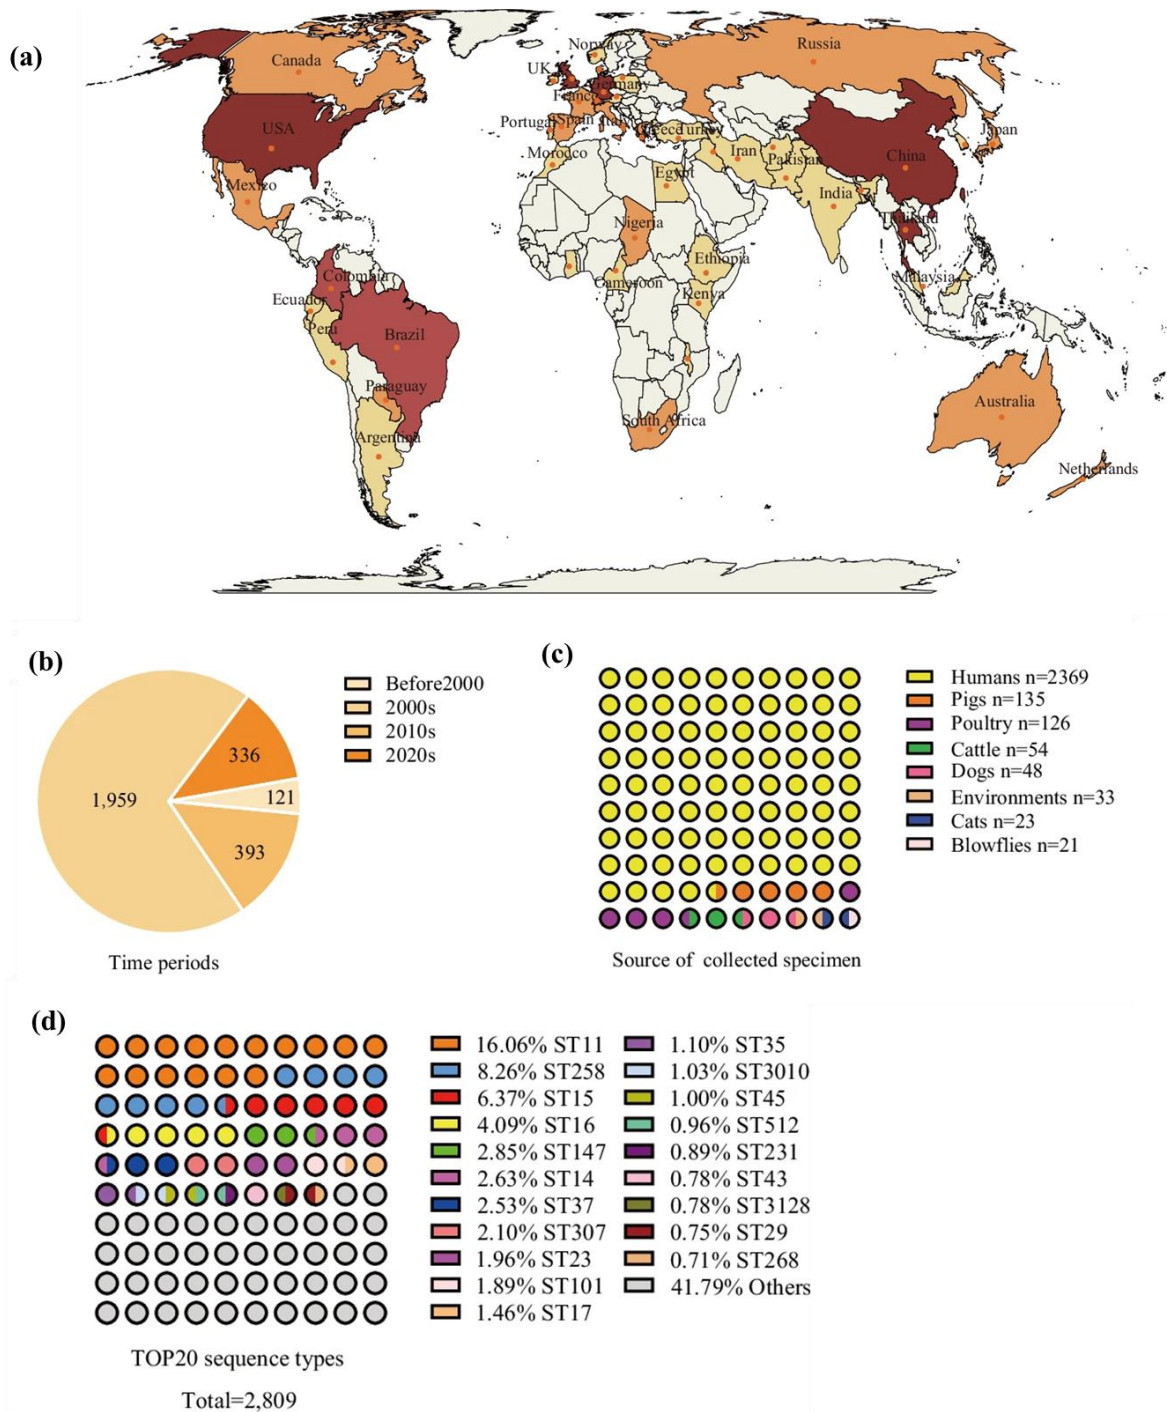 (a)
Norway
Russia
Canada
UK
Germany
France
USA
Portugal
Spain
Italy
Greece
Turkey
Japan
Morocco
Iran
Pakistan
China
Mexico
Egypt
India
Nigeria
Thailand
Ethiopia
Colombia
Cameroon
Malaysia
Ecuador
Kenya
Peru
Brazil
Paraguay
Australia
South Africa
Argentina
Netherlands
(b)
Before2000
2000s
2010s
2020s
336
1,959
121
393
Time periods
(c)
Humans n=2369
Pigs n=135
Poultry n=126
Cattle n=54
Dogs n=48
Environments n=33
Cats n=23
Blowflies n=21
Source of collected specimen
(d)
16.06% ST11
8.26% ST258
6.37% ST15
4.09% ST16
2.85% ST147
2.63% ST14
2.53% ST37
2.10% ST307
1.96% ST23
1.89% ST101
1.46% ST17
1.10% ST35
1.03% ST3010
1.00% ST45
0.96% ST512
0.89% ST231
0.78% ST43
0.78% ST3128
0.75% ST29
0.71% ST268
41.79% Others
TOP20 sequence types
Total=2,809